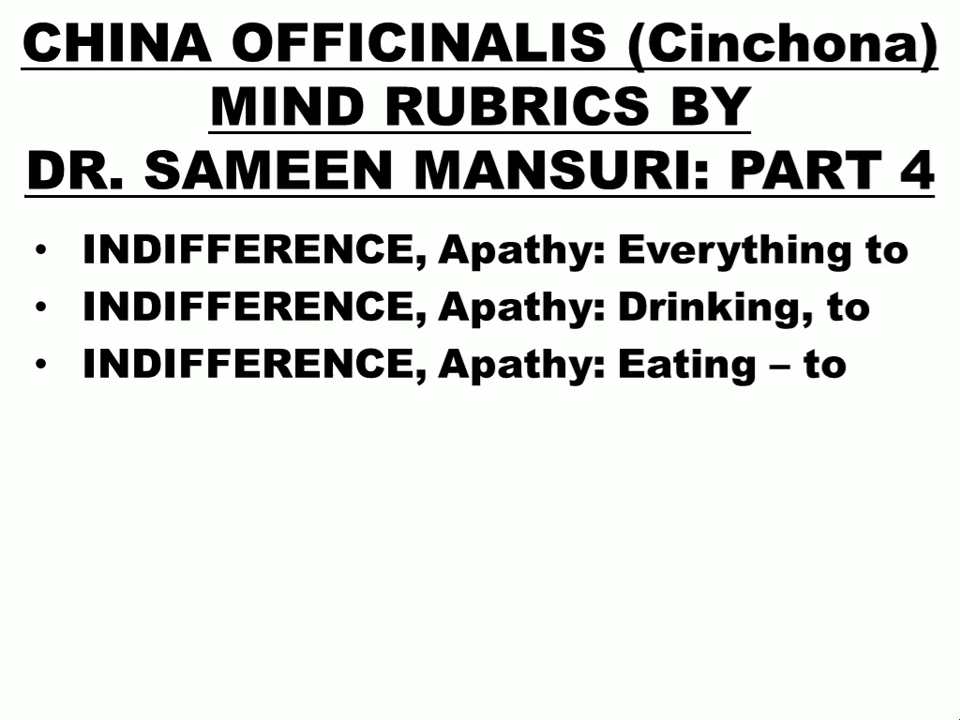 CHINA OFFICINALIS (Cinchona)
MIND RUBRICS BY
DR. SAMEEN MANSURI: PART 4
• INDIFFERENCE, Apathy: Everything to
• INDIFFERENCE, Apathy: Drinking, to
• INDIFFERENCE, Apathy: Eating – to